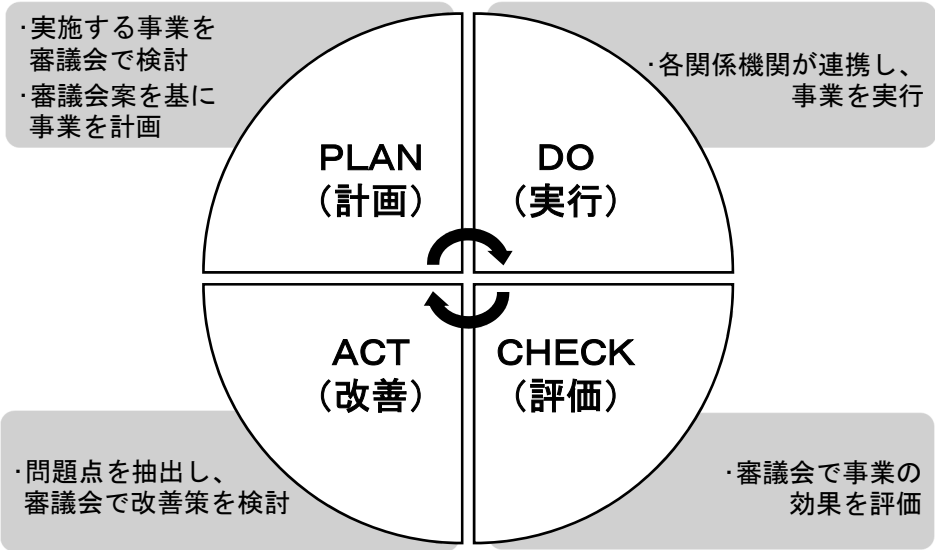 ・実施する事業を
審議会で検討
・審議会案を基に
事業を計画
・各関係機関が連携し、
事業を実行
PLAN
（計画）
DO
（実行）
ACT
（改善）
CHECK
（評価）
・問題点を抽出し、
審議会で改善策を検討
・審議会で事業の
効果を評価